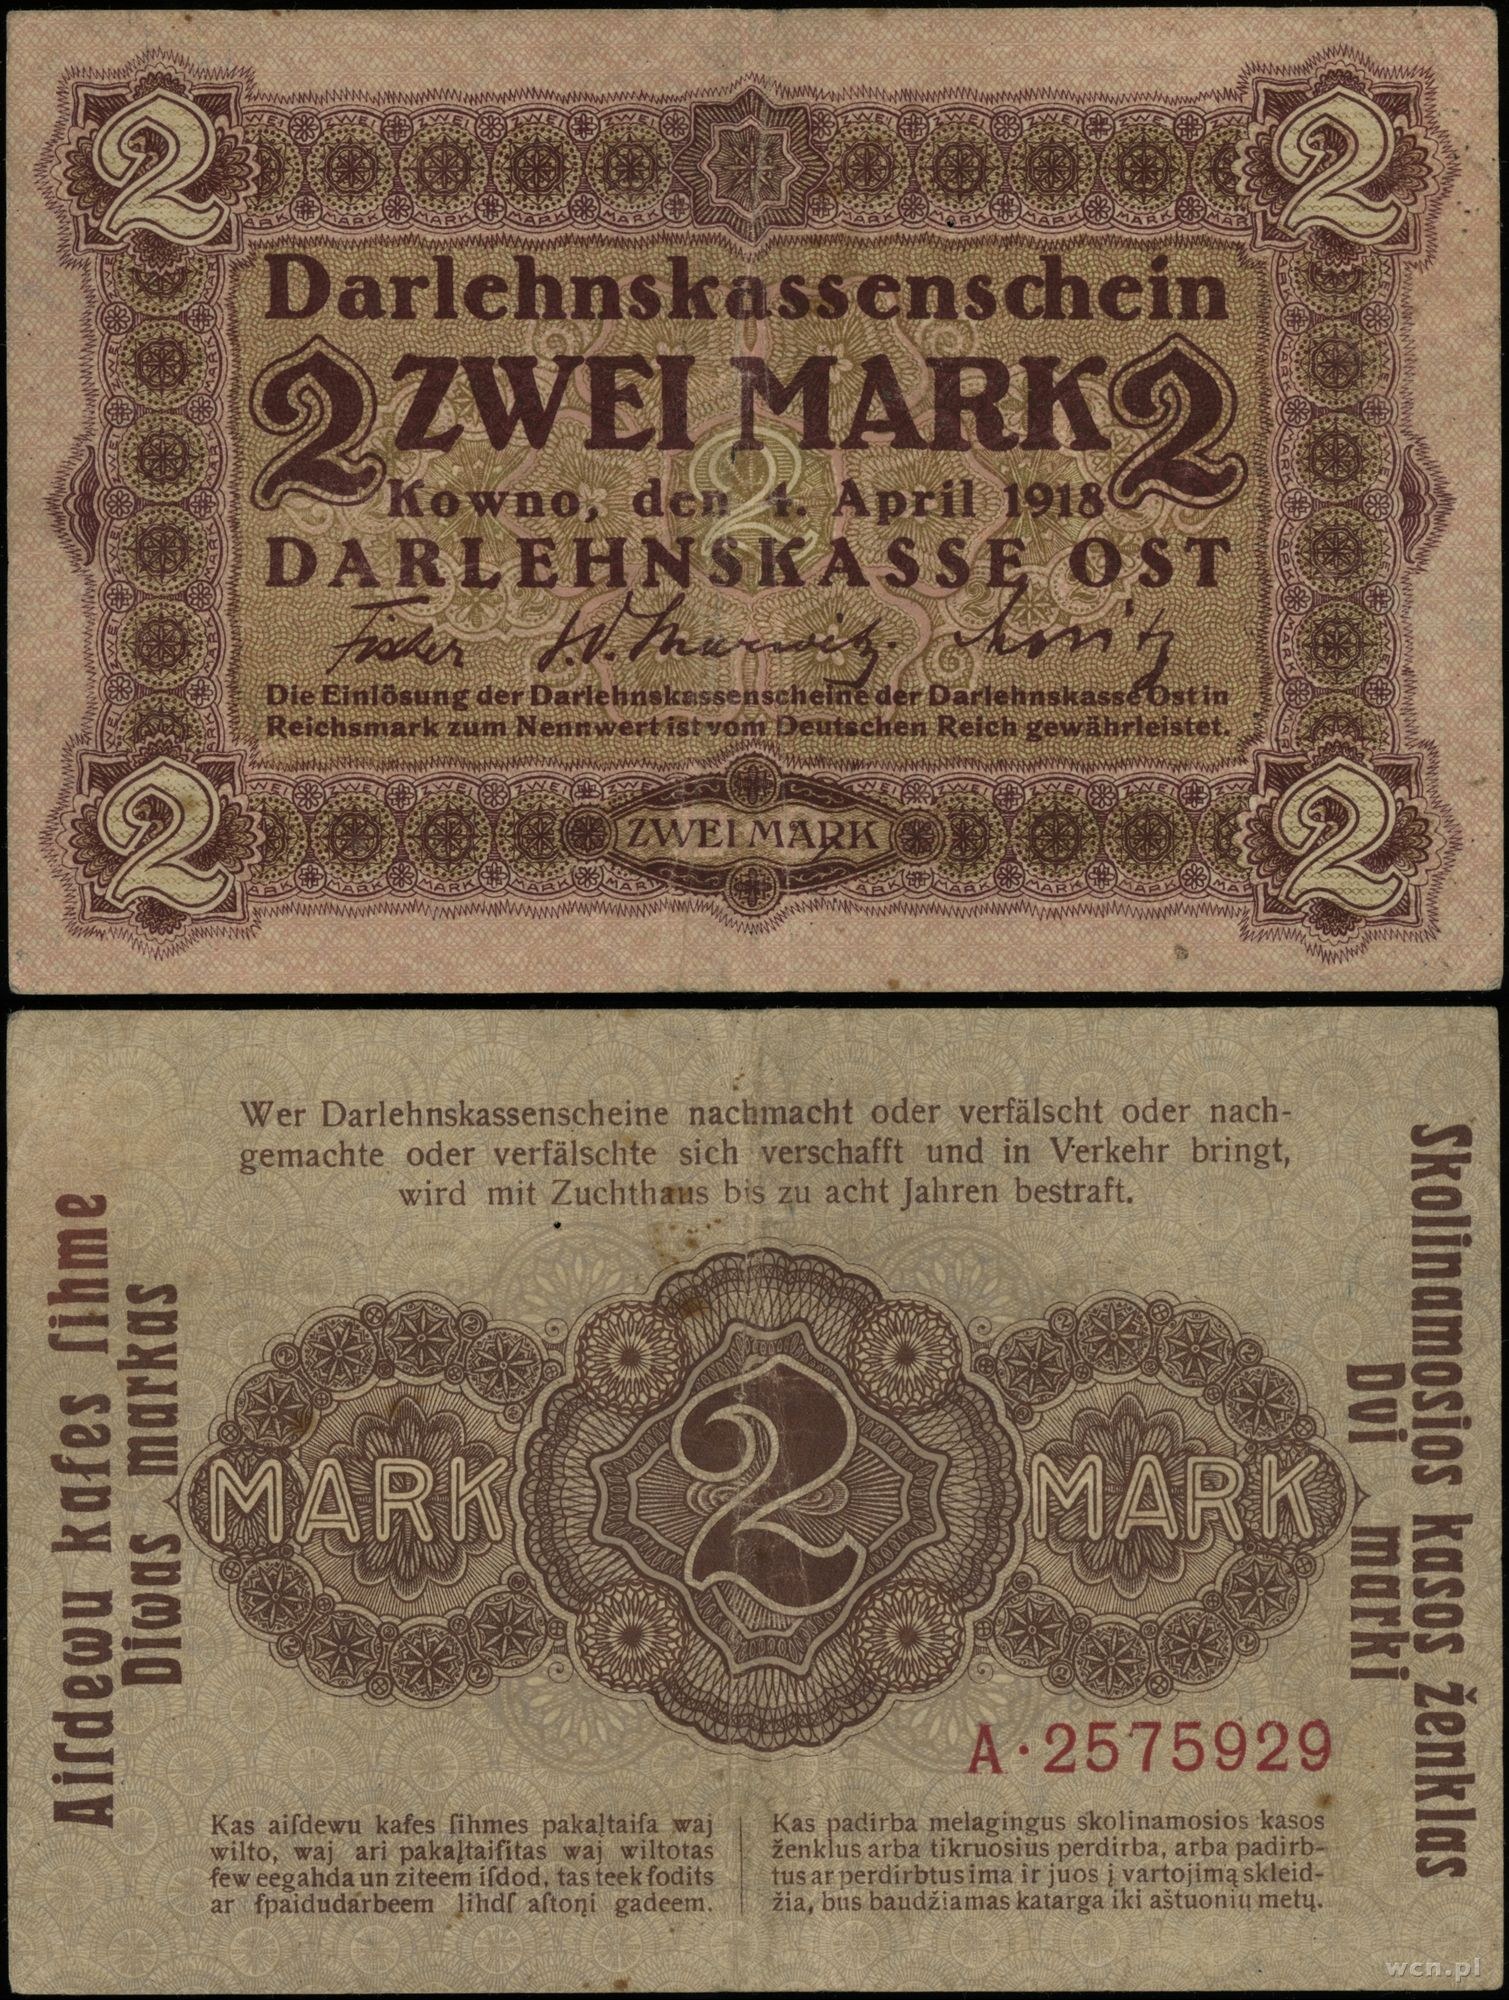 2 2
Darlehnskassenschein
2 ZWEI MARK 2
Kowno, den 4. April 1918
DARLEHNSKASSE OST
Fischer
Die Einlösung der Darlehnskassenscheine der Darlehnskasse Ost in
Reichsmark zum Nennwert ist vom Deutschen Reich gewährleistet.
2 ZWEI MARK 2
Wer Darlehnskassenscheine nachmacht oder verfälscht oder nach-
gemachte oder verfälschte sich verschafft und in Verkehr bringt,
wird mit Zuchthaus bis zu acht Jahren bestraft.
Aiſdewu kaſes ſihme
Diwas markas
MARK 2 MARK
Skolinamosios kasos ženklas
Dvi marki
A·2575929
Kas aiſdewu kaſes ſihmes pakaļtaiſa waj
wilto, waj ari pakaļtaiſitas waj wiltotas
ſew eegahda un ziteem iſdod, tas teek ſodits
ar ſpaidudarbeem lihdſ aſtoņi gadeem.
Kas padirba melagingus skolinamosios kasos
ženklus arba tikruosius perdirba, arba padirb-
tus ar perdirbtus ima ir juos į vartojimą skleid-
žia, bus baudžiamas katarga iki aštuonių metų.
wcn.pl